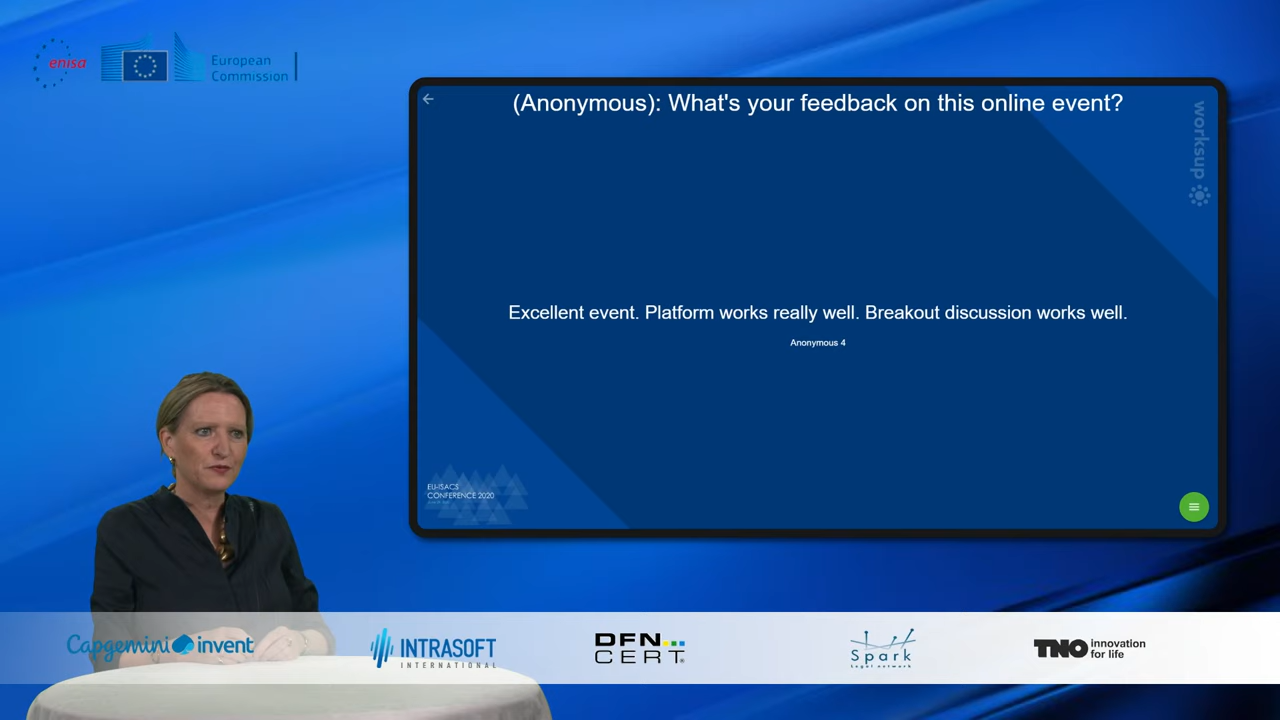 enisa
European
Commission
(Anonymous): What's your feedback on this online event?
worksup
Excellent event. Platform works really well. Breakout discussion works well.
Anonymous 4
EU-ISACS
CONFERENCE 2020
Capgemini invent
INTRASOFT
INTERNATIONAL
DFN
CERT®
Spark
Legal network
TNO innovation
for life